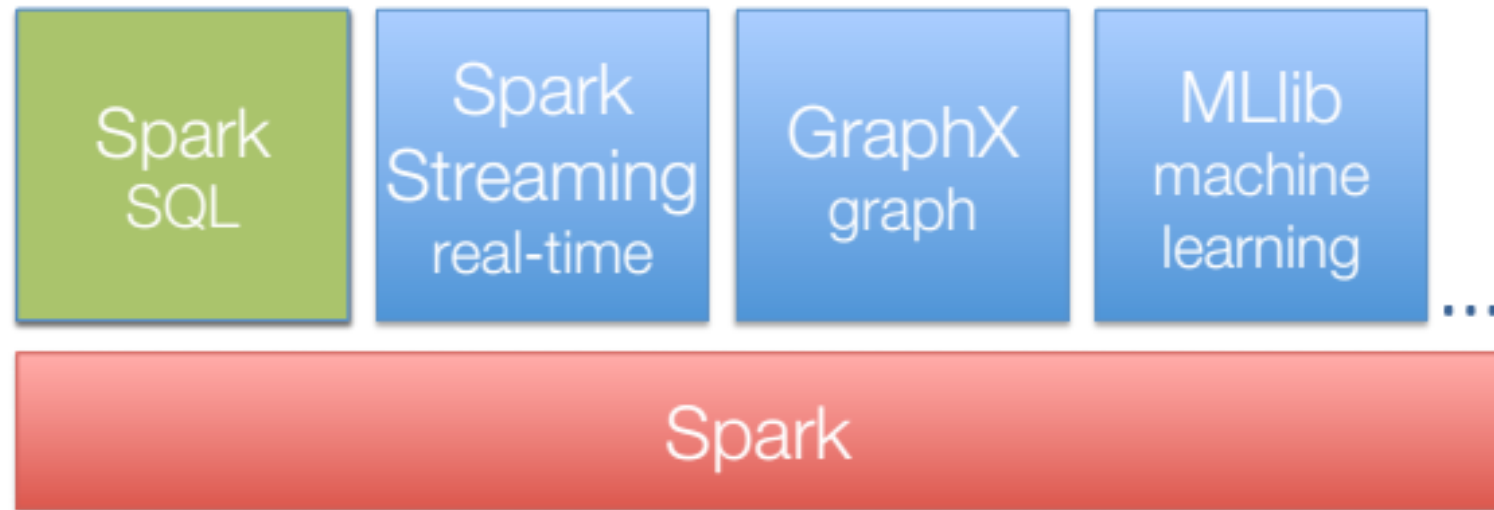 Spark
SQL
Spark
Streaming
real-time
GraphX
graph
MLlib
machine
learning
...
Spark